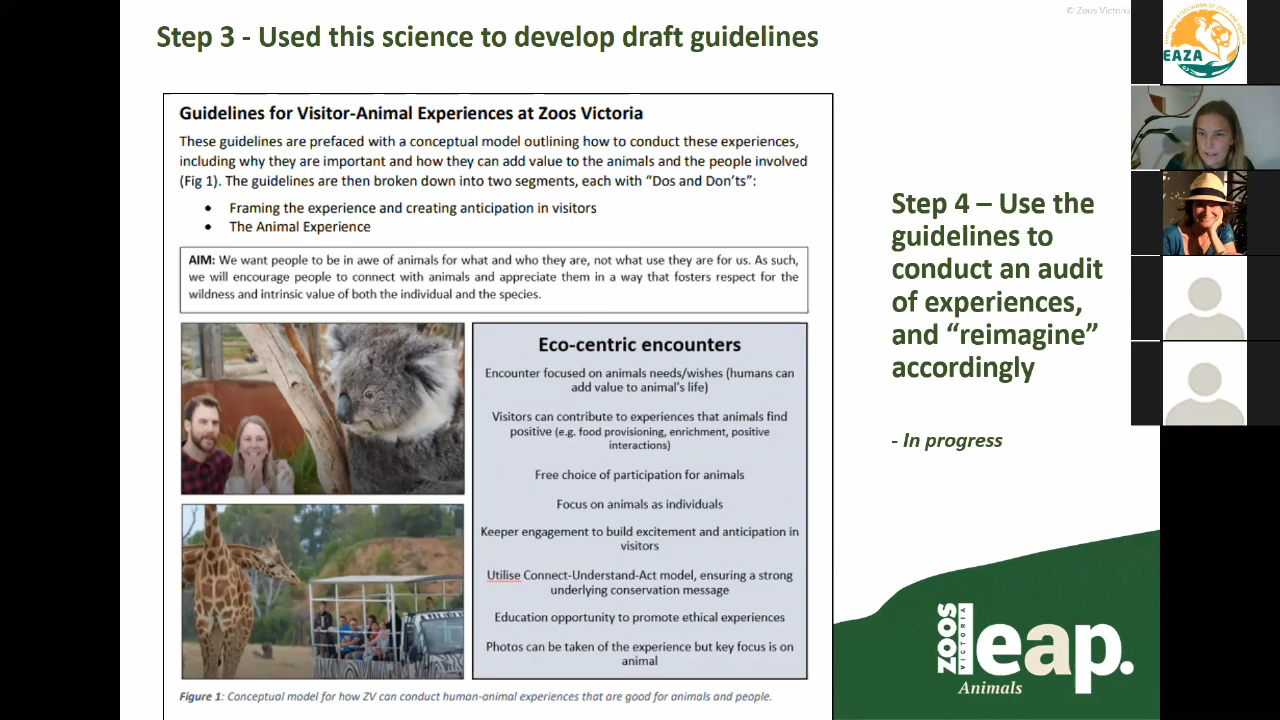 © Zoos Victoria
Step 3 - Used this science to develop draft guidelines
Guidelines for Visitor-Animal Experiences at Zoos Victoria
These guidelines are prefaced with a conceptual model outlining how to conduct these experiences,
including why they are important and how they can add value to the animals and the people involved
(Fig 1). The guidelines are then broken down into two segments, each with “Dos and Don’ts”:
• Framing the experience and creating anticipation in visitors
• The Animal Experience
AIM: We want people to be in awe of animals for what and who they are, not what use they are for us. As such,
we will encourage people to connect with animals and appreciate them in a way that fosters respect for the
wildness and intrinsic value of both the individual and the species.
Eco-centric encounters
Encounter focused on animals needs/wishes (humans can
add value to animal's life)
Visitors can contribute to experiences that animals find
positive (e.g. food provisioning, enrichment, positive
interactions)
Free choice of participation for animals
Focus on animals as individuals
Keeper engagement to build excitement and anticipation in
visitors
Utilise Connect-Understand-Act model, ensuring a strong
underlying conservation message
Education opportunity to promote ethical experiences
Photos can be taken of the experience but key focus is on
animal
Figure 1: Conceptual model for how ZV can conduct human-animal experiences that are good for animals and people.
Step 4 – Use the
guidelines to
conduct an audit
of experiences,
and “reimagine”
accordingly
- In progress
ZOOS
VICTORIA
leap.
Animals
EAZA